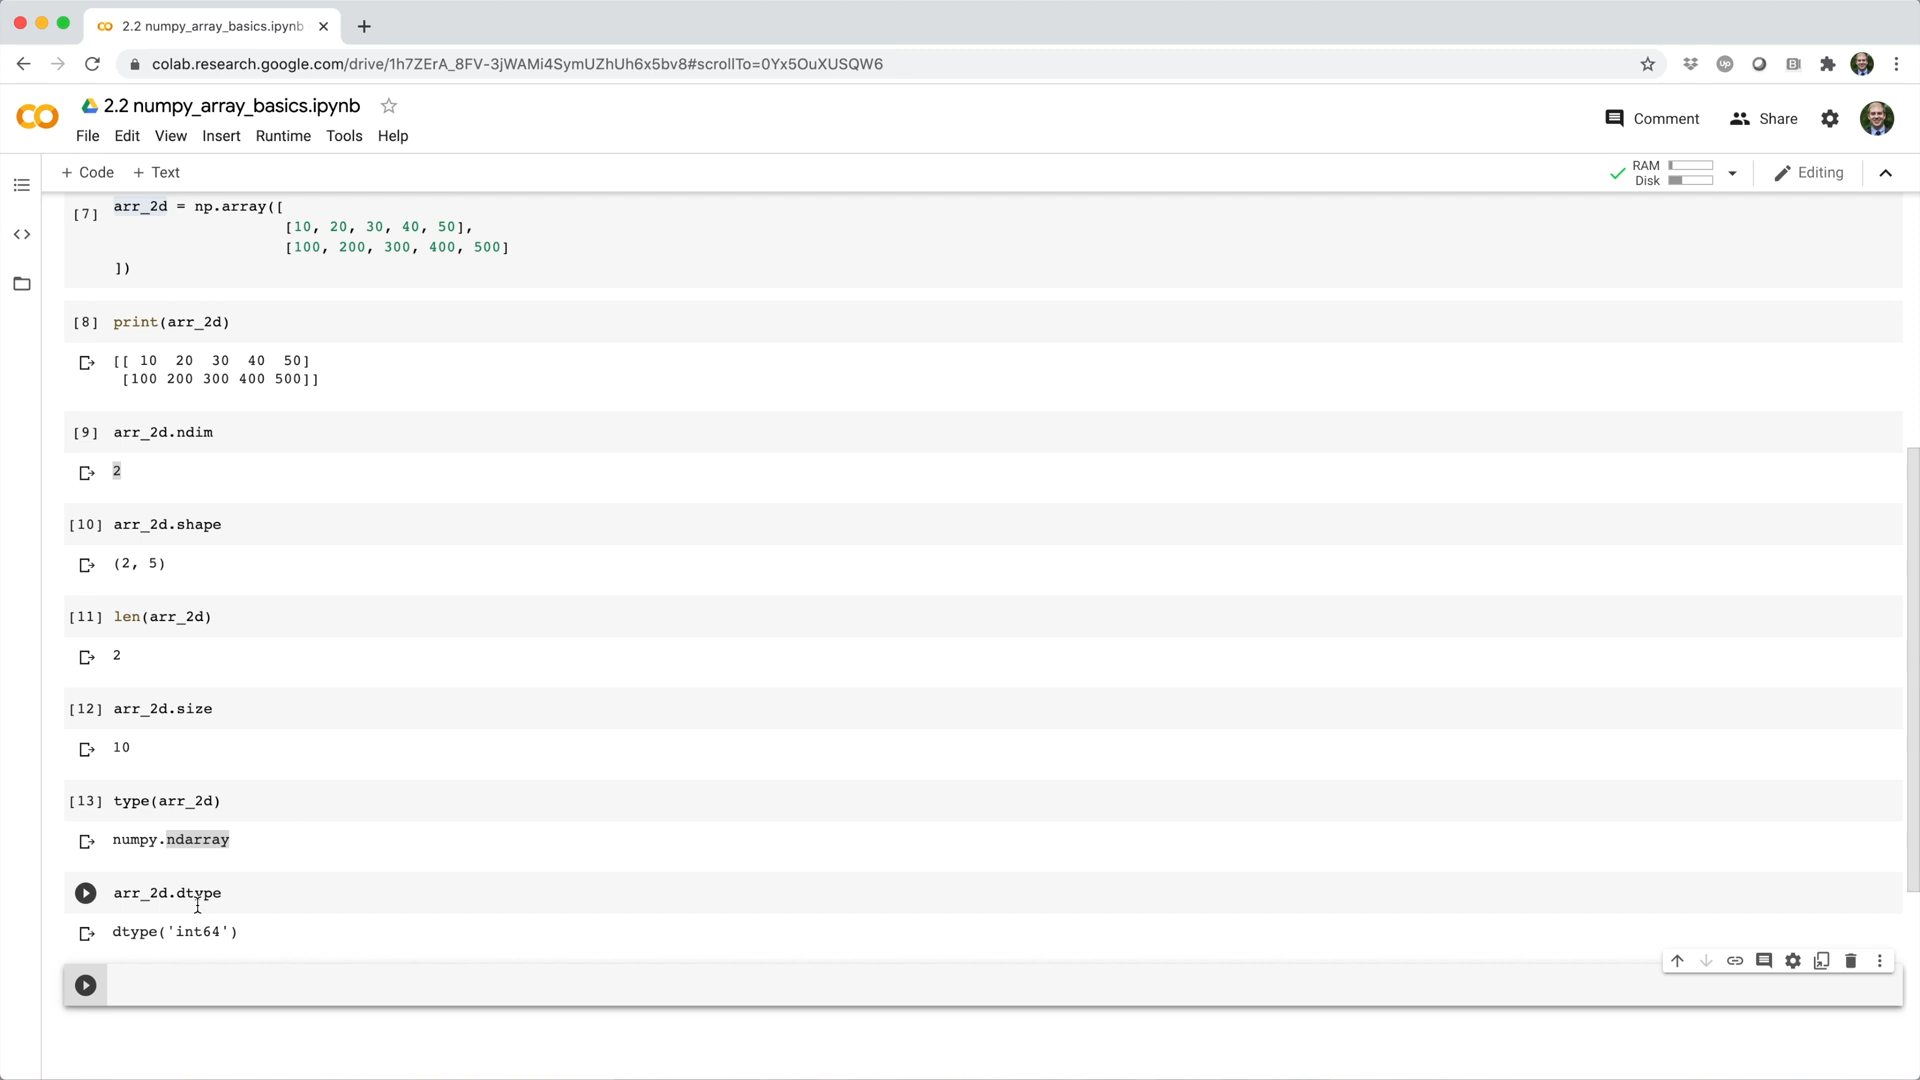 2.2 numpy_array_basics.ipynb
colab.research.google.com/drive/1h7ZErA_8FV-3jWAMi4SymUZhUh6x5bv8#scrollTo=0Yx5OuXUSQW6
2.2 numpy_array_basics.ipynb
Comment
Share
File Edit View Insert Runtime Tools Help
+ Code + Text
RAM
Disk
Editing
[7] arr_2d = np.array([
[10, 20, 30, 40, 50],
[100, 200, 300, 400, 500]
])
[8] print(arr_2d)
[[ 10  20  30  40  50]
 [100 200 300 400 500]]
[9] arr_2d.ndim
2
[10] arr_2d.shape
(2, 5)
[11] len(arr_2d)
2
[12] arr_2d.size
10
[13] type(arr_2d)
numpy.ndarray
arr_2d.dtype
dtype('int64')